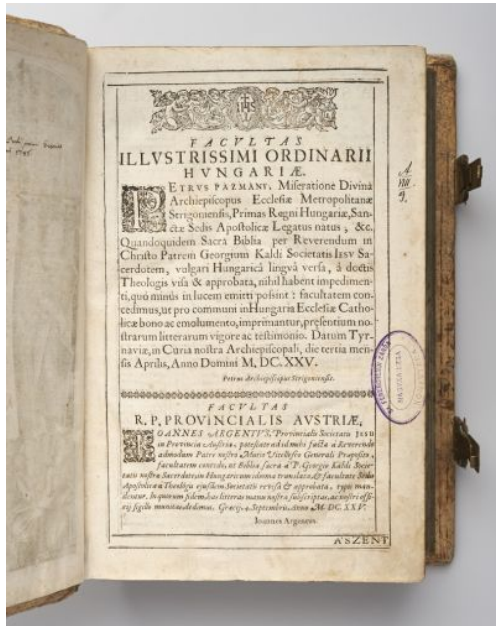 IHS
FACVLTAS
ILLVSTRISSIMI ORDINARII
HVNGARIÆ.
PETRVS PAZMANY, Miseratione Divinâ
Archiepiscopus Ecclesiæ Metropolitanæ
Strigoniensis, Primas Regni Hungariæ, San-
ctæ Sedis Apostolicæ Legatus natus, &c.
Quandoquidem Sacra Biblia per Reverendum in
Christo Patrem Georgium Kaldi Societatis IESV Sa-
cerdotem, vulgari Hungaricâ linguâ versa, à doctis
Theologis visa & approbata, nihil habent impedimen-
ti, quò minùs in lucem emitti possint: facultatem con-
cedimus, ut pro communi in Hungaria Ecclesiæ Catho-
licæ bono ac emolumento, imprimantur, præsentium no-
strarum litterarum vigore ac testimonio. Datum Tyr-
naviæ, in Curia nostra Archiepiscopali, die tertia men-
sis Aprilis, Anno Domini M. DC. XXV.
Petrus Archiepiscopus Strigoniensis.
FACVLTAS
R. P. PROVINCIALIS AVSTRIÆ,
IOANNES ARGENTVS, Provincialis Societatis IESV
in Provincia Austriæ, potestate ad id mihi factâ à Reverendo
admodum Patre nostro Mutio Vitellesco Generali Præposito,
facultatem concedo, ut Biblia sacra à P. Georgio Kaldi Socie-
tatis nostræ Sacerdote, in Hungaricum idioma translata, & facultate Sedis
Apostolicæ à Theologis ejusdem Societatis revisa & approbata, typis man-
dentur. In quorum fidem, has litteras manu nostra subscriptas, ac nostri offi-
cij sigillo munitas dedimus. Græcij, Septembris, Anno M. DC. XXV.
Ioannes Argentus.
A' SZENT